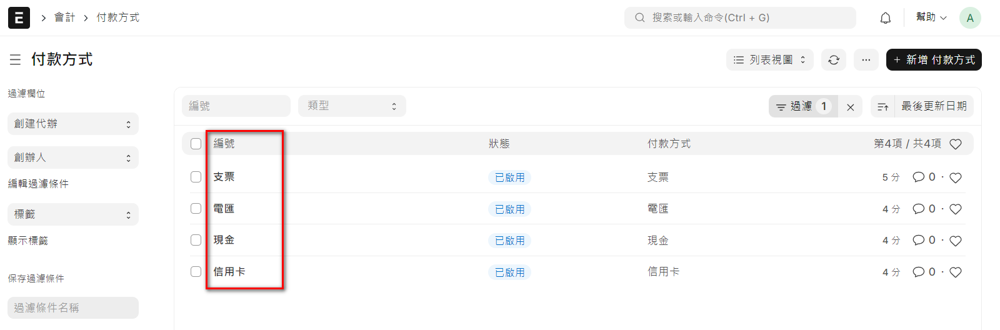 E 會計 付款方式 搜索或輸入命令(Ctrl + G) 幫助 A
付款方式 列表視圖 ··· + 新增 付款方式
過濾欄位
創建代辦
創辦人
編輯過濾條件
標籤
顯示標籤
保存過濾條件
過濾條件名稱
編號 類型 過濾 1 最後更新日期
編號 狀態 付款方式 第4項 / 共4項
支票 已啟用 支票 5 分 0 ·
電匯 已啟用 電匯 4 分 0 ·
現金 已啟用 現金 4 分 0 ·
信用卡 已啟用 信用卡 4 分 0 ·